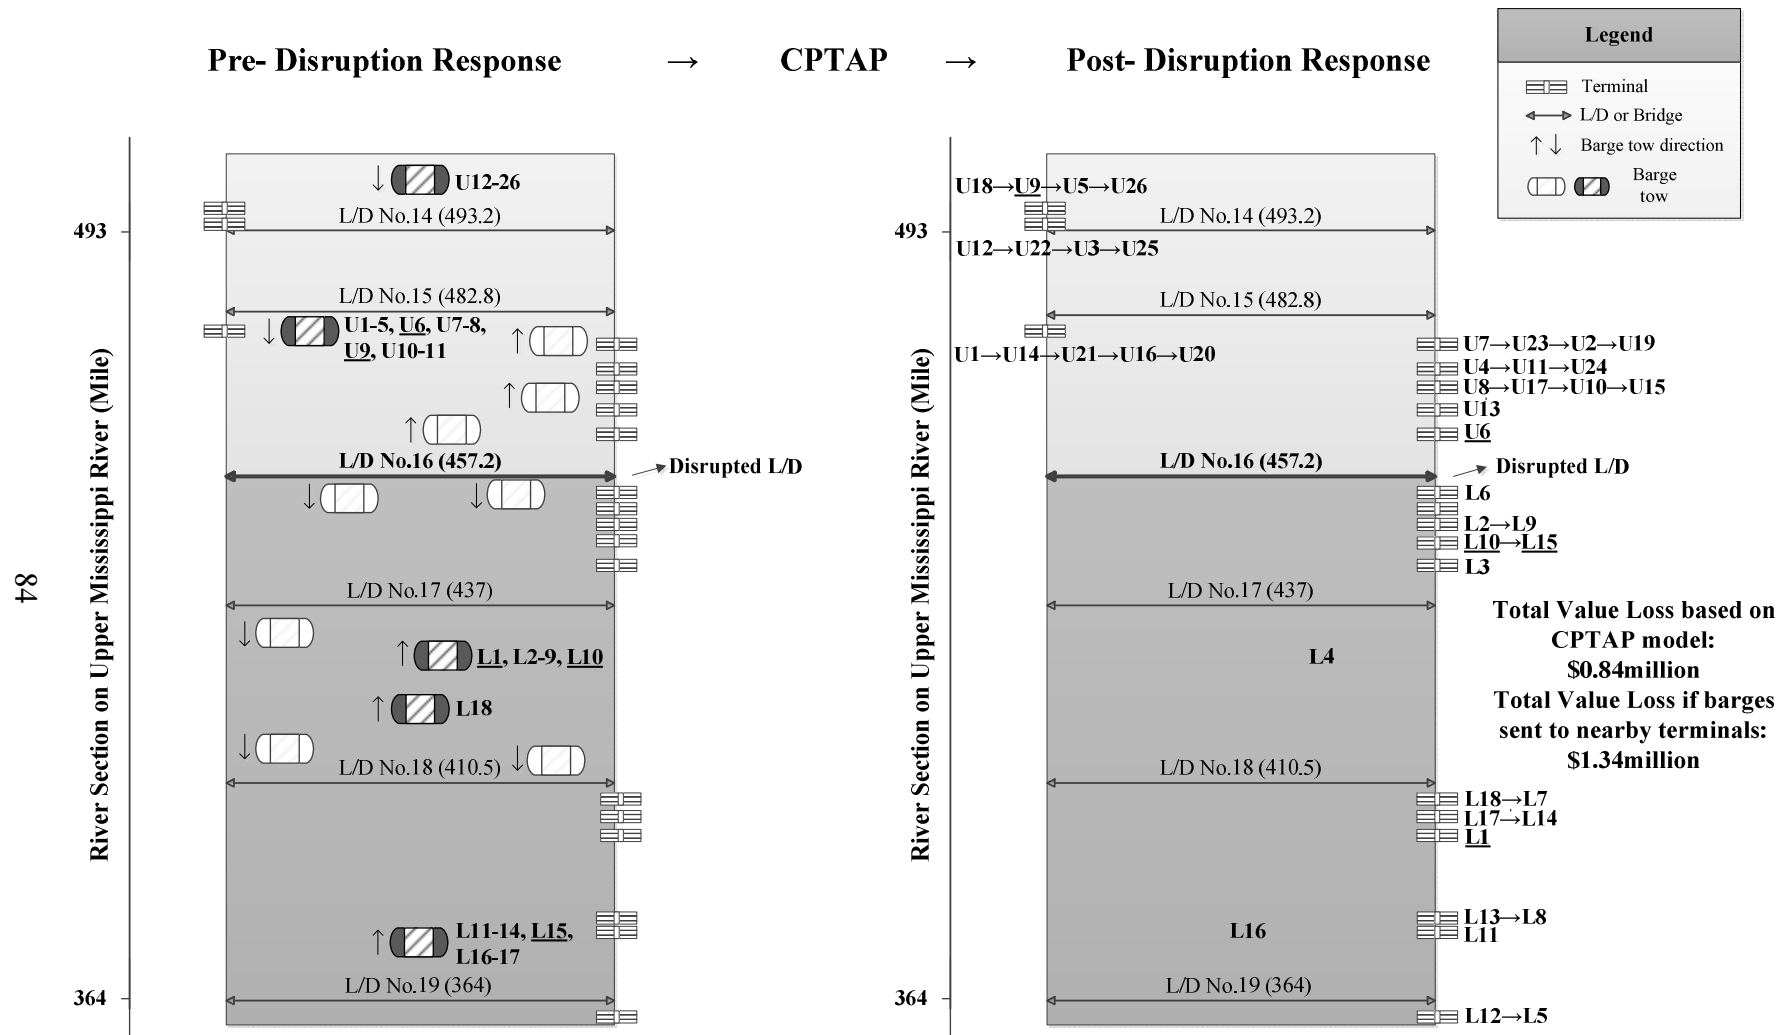 Pre- Disruption Response → CPTAP → Post- Disruption Response
Legend
Terminal
L/D or Bridge
Barge tow direction
Barge
tow
84
River Section on Upper Mississippi River (Mile)
493
364
U12-26
L/D No.14 (493.2)
L/D No.15 (482.8)
U1-5, U6, U7-8,
U9, U10-11
L/D No.16 (457.2)
Disrupted L/D
L/D No.17 (437)
L1, L2-9, L10
L18
L/D No.18 (410.5)
L11-14, L15,
L16-17
L/D No.19 (364)
River Section on Upper Mississippi River (Mile)
493
364
U18→U9→U5→U26
L/D No.14 (493.2)
U12→U22→U3→U25
L/D No.15 (482.8)
U1→U14→U21→U16→U20
U7→U23→U2→U19
U4→U11→U24
U8→U17→U10→U15
U13
U6
L/D No.16 (457.2)
Disrupted L/D
L6
L2→L9
L10→L15
L3
L/D No.17 (437)
L4
Total Value Loss based on
CPTAP model:
$0.84million
Total Value Loss if barges
sent to nearby terminals:
$1.34million
L/D No.18 (410.5)
L18→L7
L17→L14
L1
L13→L8
L16
L11
L/D No.19 (364)
L12→L5